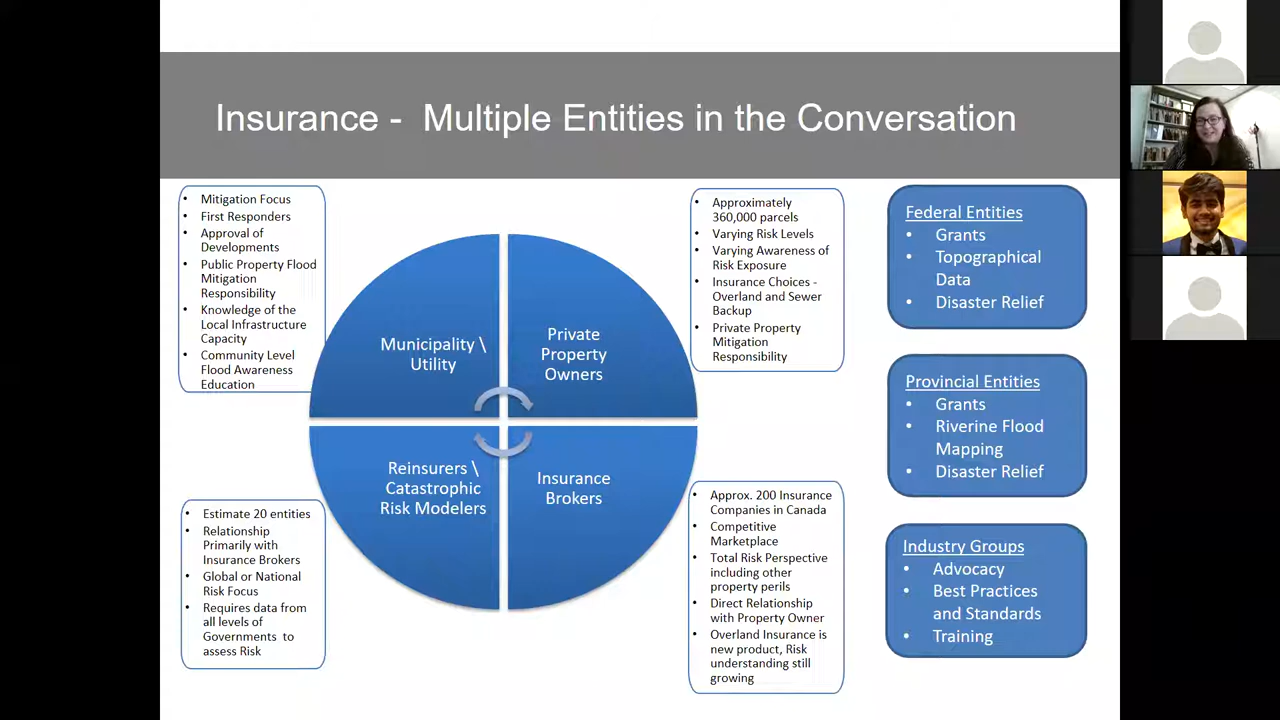 Insurance - Multiple Entities in the Conversation
• Mitigation Focus
• First Responders
• Approval of
Developments
• Public Property Flood
Mitigation
Responsibility
• Knowledge of the
Local Infrastructure
Capacity
• Community Level
Flood Awareness
Education
Municipality \
Utility
Private
Property
Owners
• Approximately
360,000 parcels
• Varying Risk Levels
• Varying Awareness of
Risk Exposure
• Insurance Choices -
Overland and Sewer
Backup
• Private Property
Mitigation
Responsibility
• Estimate 20 entities
• Relationship
Primarily with
Insurance Brokers
• Global or National
Risk Focus
• Requires data from
all levels of
Governments to
assess Risk
Reinsurers \
Catastrophic
Risk Modelers
Insurance
Brokers
• Approx. 200 Insurance
Companies in Canada
• Competitive
Marketplace
• Total Risk Perspective
including other
property perils
• Direct Relationship
with Property Owner
• Overland Insurance is
new product, Risk
understanding still
growing
Federal Entities
• Grants
• Topographical
Data
• Disaster Relief
Provincial Entities
• Grants
• Riverine Flood
Mapping
• Disaster Relief
Industry Groups
• Advocacy
• Best Practices
and Standards
• Training